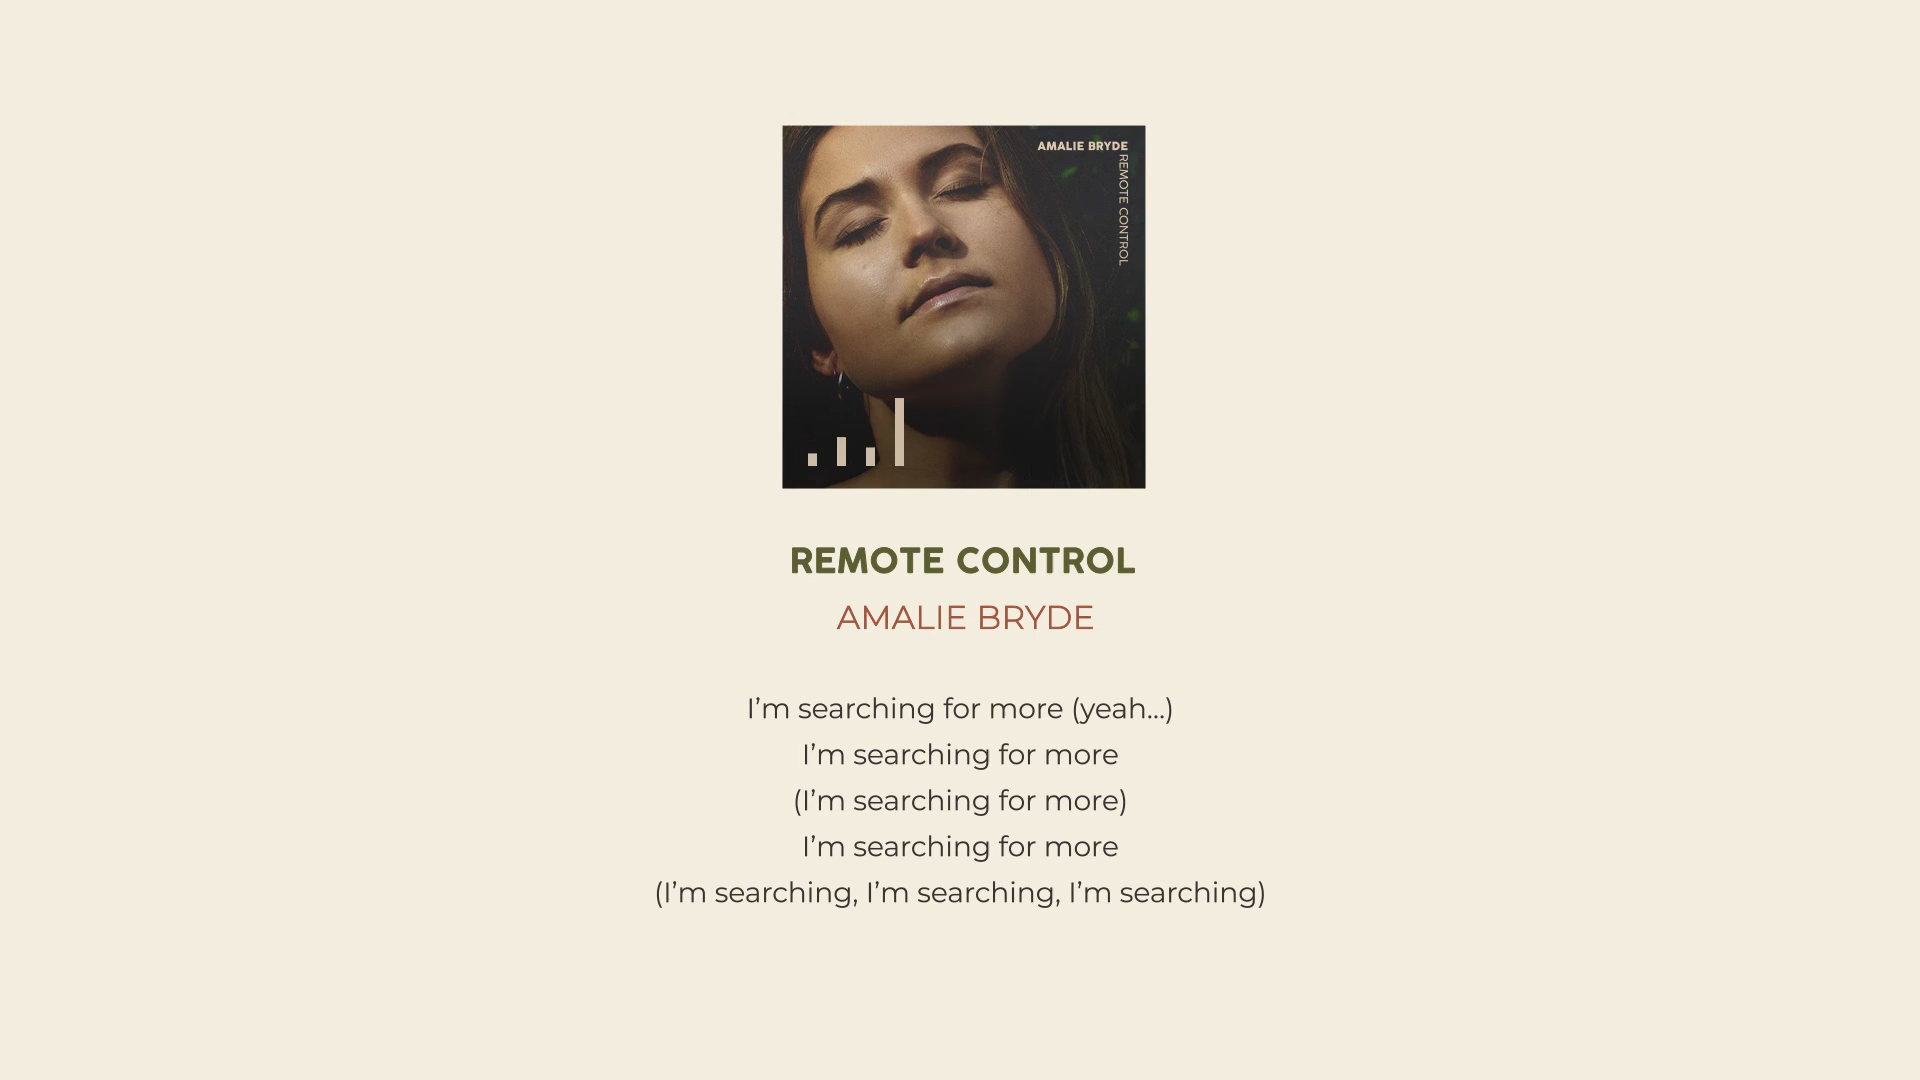 AMALIE BRYDE
REMOTE CONTROL
REMOTE CONTROL
AMALIE BRYDE
I’m searching for more (yeah...)
I’m searching for more
(I’m searching for more)
I’m searching for more
(I’m searching, I’m searching, I’m searching)